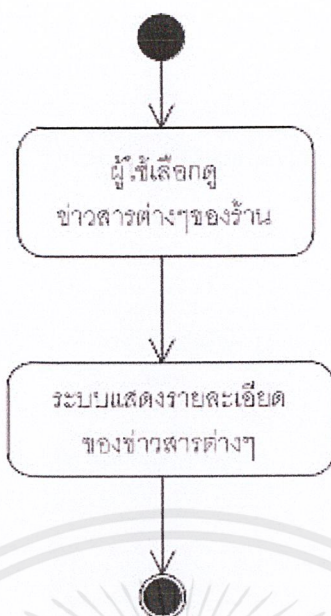 ผู้ใช้เลือกดู
ข่าวสารต่างๆของร้าน
ระบบแสดงรายละเอียด
ของข่าวสารต่างๆ